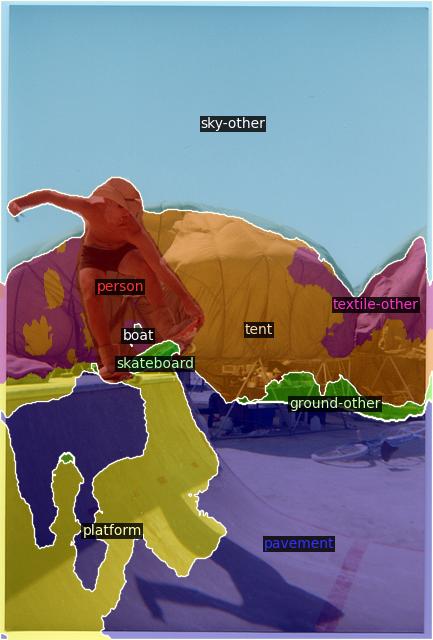 sky-other
person
textile-other
boat
tent
skateboard
ground-other
platform
pavement